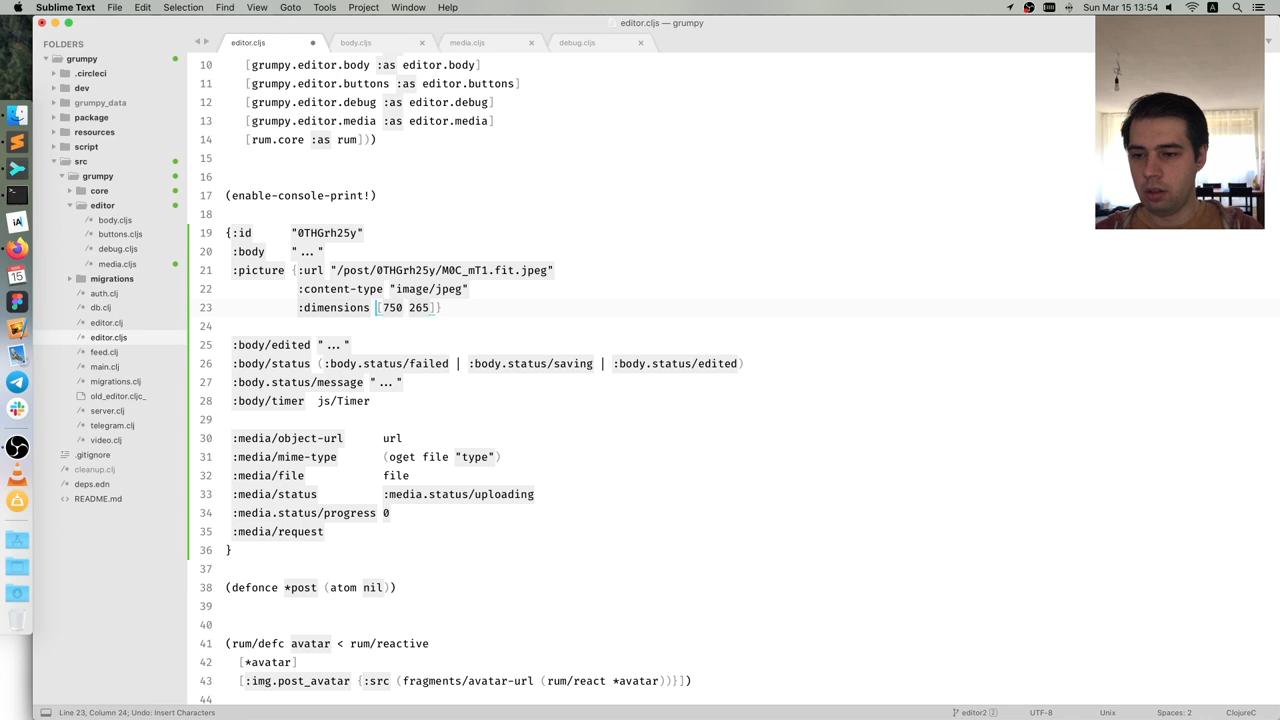 Sublime Text File Edit Selection Find View Goto Tools Project Window Help
Sun Mar 15 13:54
editor.cljs — grumpy
FOLDERS
grumpy
.circleci
dev
grumpy_data
package
resources
script
src
grumpy
core
editor
body.cljs
buttons.cljs
debug.cljs
media.cljs
migrations
auth.clj
db.clj
editor.clj
editor.cljs
feed.clj
main.clj
migrations.clj
old_editor.cljc_
server.clj
telegram.clj
video.clj
.gitignore
cleanup.clj
deps.edn
README.md
editor.cljs body.cljs media.cljs debug.cljs
10 [grumpy.editor.body :as editor.body]
11 [grumpy.editor.buttons :as editor.buttons]
12 [grumpy.editor.debug :as editor.debug]
13 [grumpy.editor.media :as editor.media]
14 [rum.core :as rum]))
15
16
17 (enable-console-print!)
18
19 {:id "0THGrh25y"
20 :body "..."
21 :picture {:url "/post/0THGrh25y/M0C_mT1.fit.jpeg"
22 :content-type "image/jpeg"
23 :dimensions [750 265]}
24
25 :body/edited "..."
26 :body/status (:body.status/failed | :body.status/saving | :body.status/edited)
27 :body.status/message "..."
28 :body/timer js/Timer
29
30 :media/object-url url
31 :media/mime-type (oget file "type")
32 :media/file file
33 :media/status :media.status/uploading
34 :media.status/progress 0
35 :media/request
36 }
37
38 (defonce *post (atom nil))
39
40
41 (rum/defc avatar < rum/reactive
42 [*avatar]
43 [:img.post_avatar {:src (fragments/avatar-url (rum/react *avatar))}])
44
Line 23, Column 24; Undo: Insert Characters
editor2 2 UTF-8 Unix Spaces: 2 ClojureC